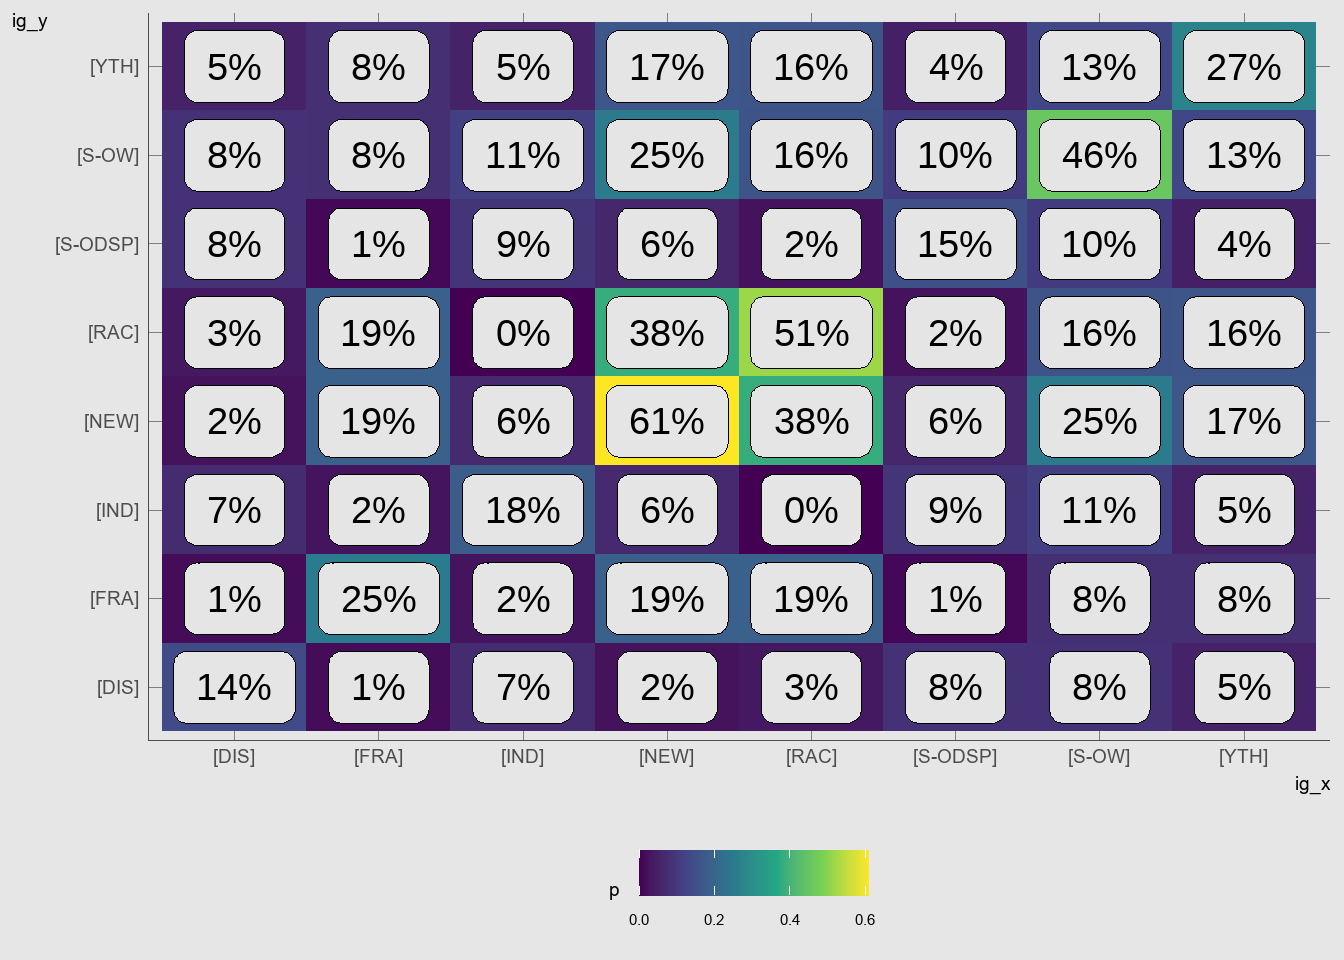 ig_y
[YTH] 5% 8% 5% 17% 16% 4% 13% 27%
[S-OW] 8% 8% 11% 25% 16% 10% 46% 13%
[S-ODSP] 8% 1% 9% 6% 2% 15% 10% 4%
[RAC] 3% 19% 0% 38% 51% 2% 16% 16%
[NEW] 2% 19% 6% 61% 38% 6% 25% 17%
[IND] 7% 2% 18% 6% 0% 9% 11% 5%
[FRA] 1% 25% 2% 19% 19% 1% 8% 8%
[DIS] 14% 1% 7% 2% 3% 8% 8% 5%
[DIS] [FRA] [IND] [NEW] [RAC] [S-ODSP] [S-OW] [YTH]
ig_x
p
0.0 0.2 0.4 0.6